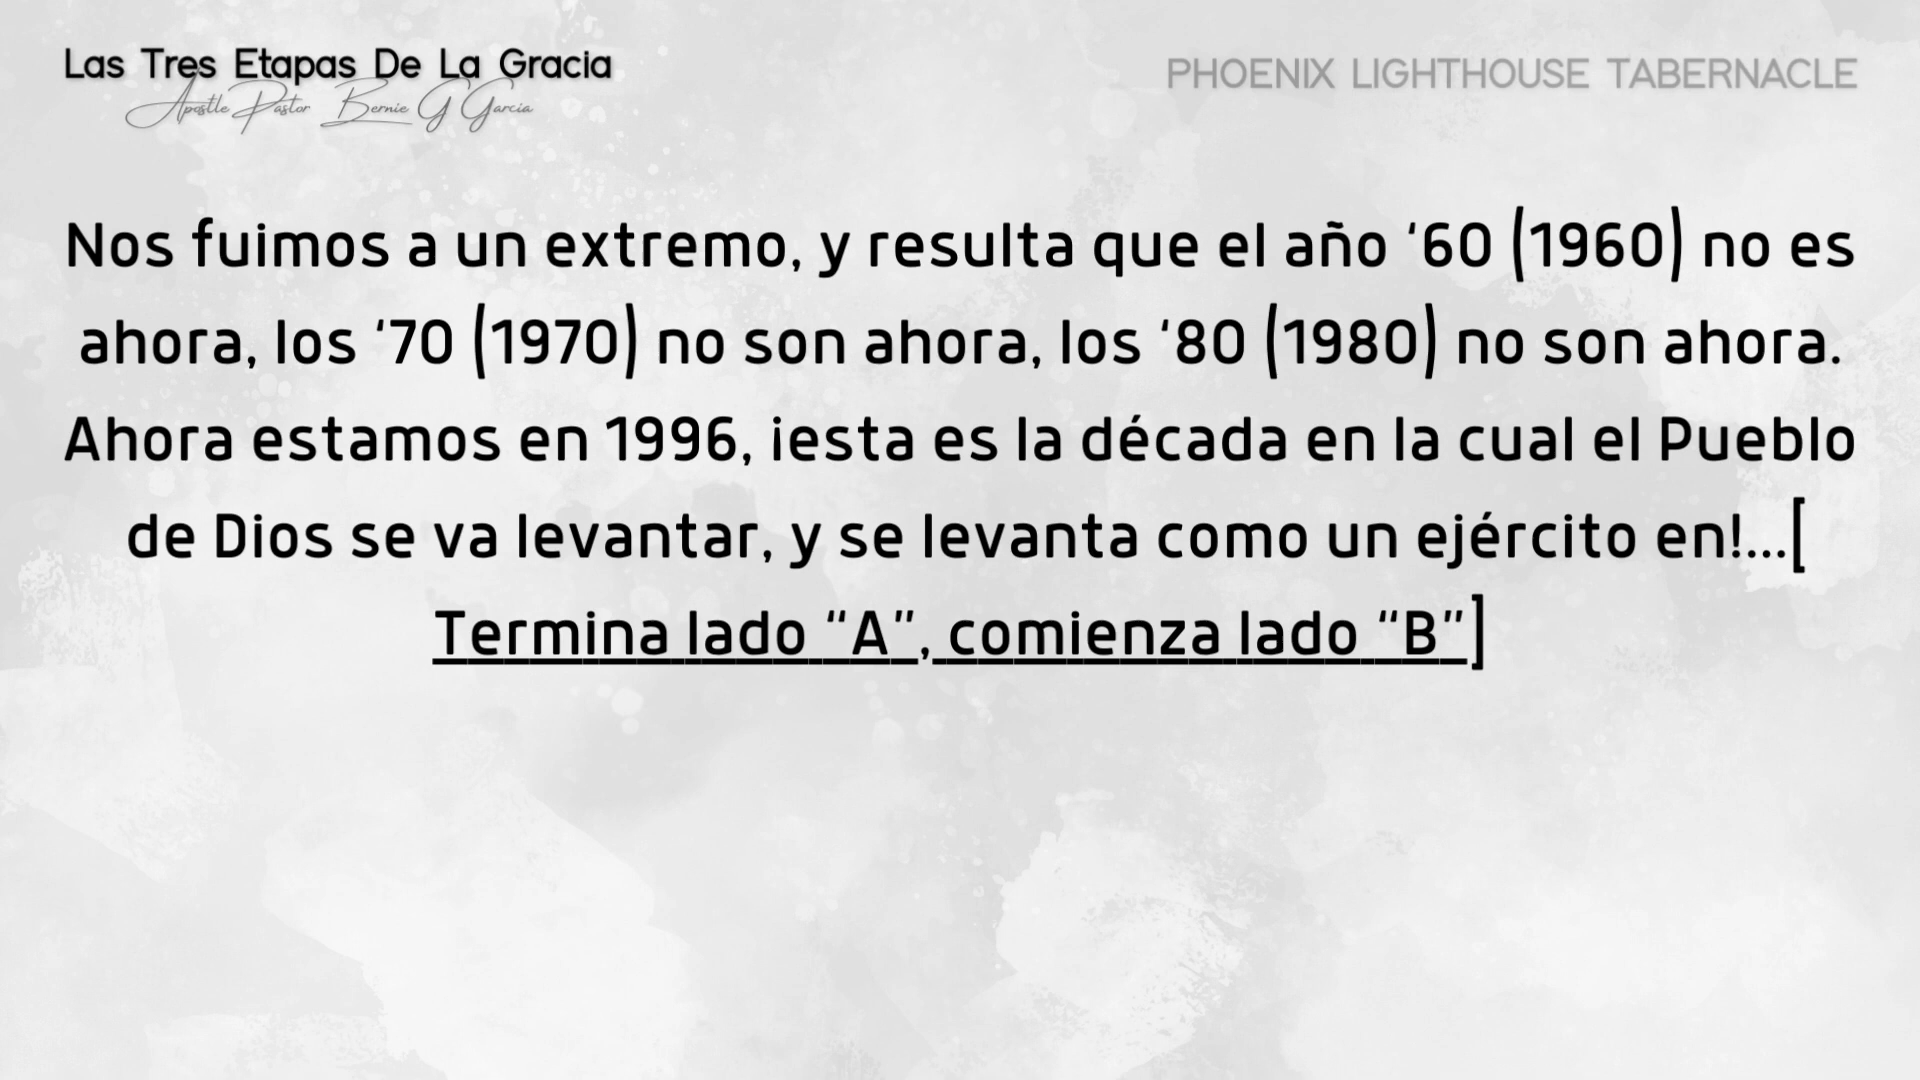 Las Tres Etapas De La Gracia
Apostle Pastor Bernie G Garcia
PHOENIX LIGHTHOUSE TABERNACLE
Nos fuimos a un extremo, y resulta que el año ‘60 (1960) no es
ahora, los ‘70 (1970) no son ahora, los ‘80 (1980) no son ahora.
Ahora estamos en 1996, ¡esta es la década en la cual el Pueblo
de Dios se va levantar, y se levanta como un ejército en!...[
Termina lado “A”, comienza lado “B”]